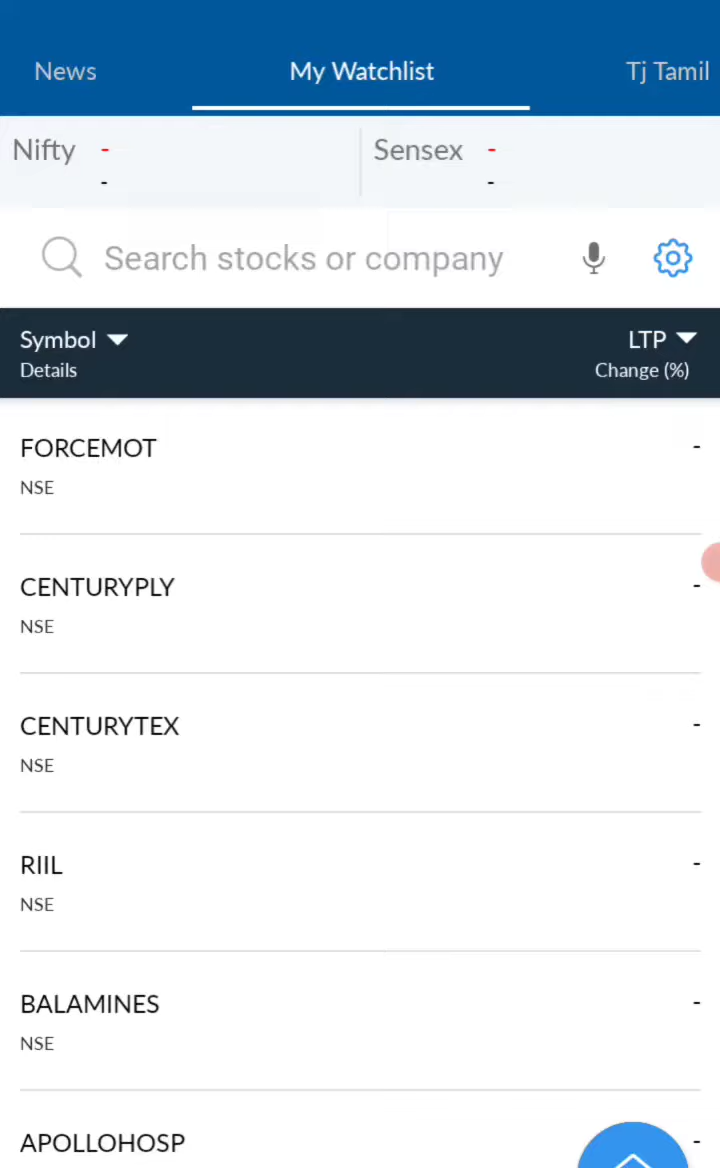 News My Watchlist Tj Tamil
Nifty - Sensex -
- -
Search stocks or company
Symbol LTP
Details Change (%)
FORCEMOT -
NSE
CENTURYPLY -
NSE
CENTURYTEX -
NSE
RIIL -
NSE
BALAMINES -
NSE
APOLLOHOSP -